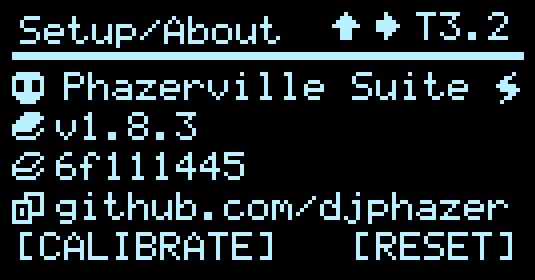 Setup/About ⬆ ➡ T3.2
Phazerville Suite
v1.8.3
6f111445
github.com/djphazer
[CALIBRATE] [RESET]